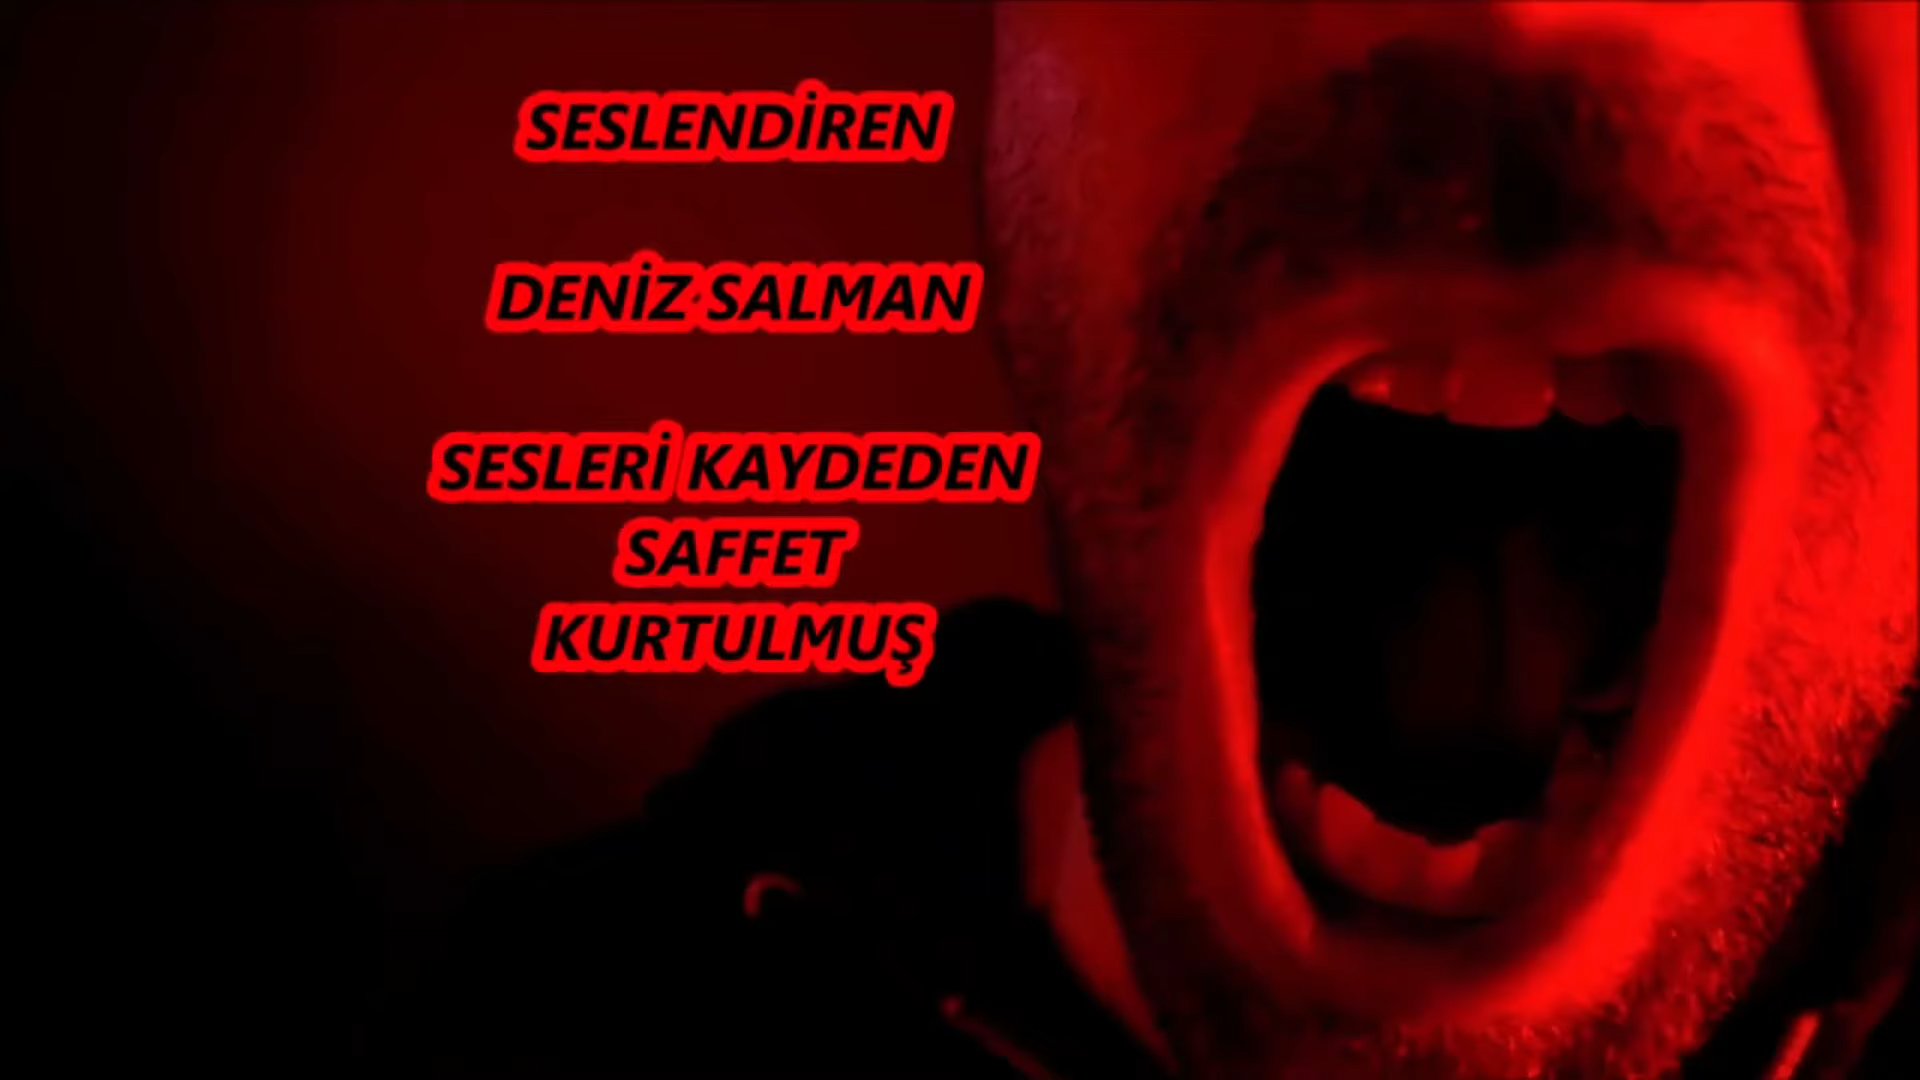 SESLENDİREN
DENİZ SALMAN
SESLERİ KAYDEDEN
SAFFET
KURTULMUŞ